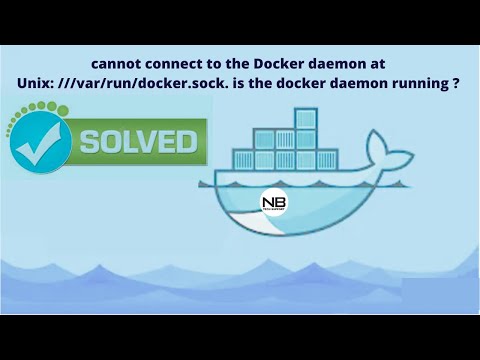 cannot connect to the Docker daemon at
Unix: ///var/run/docker.sock. is the docker daemon running ?
SOLVED
NB